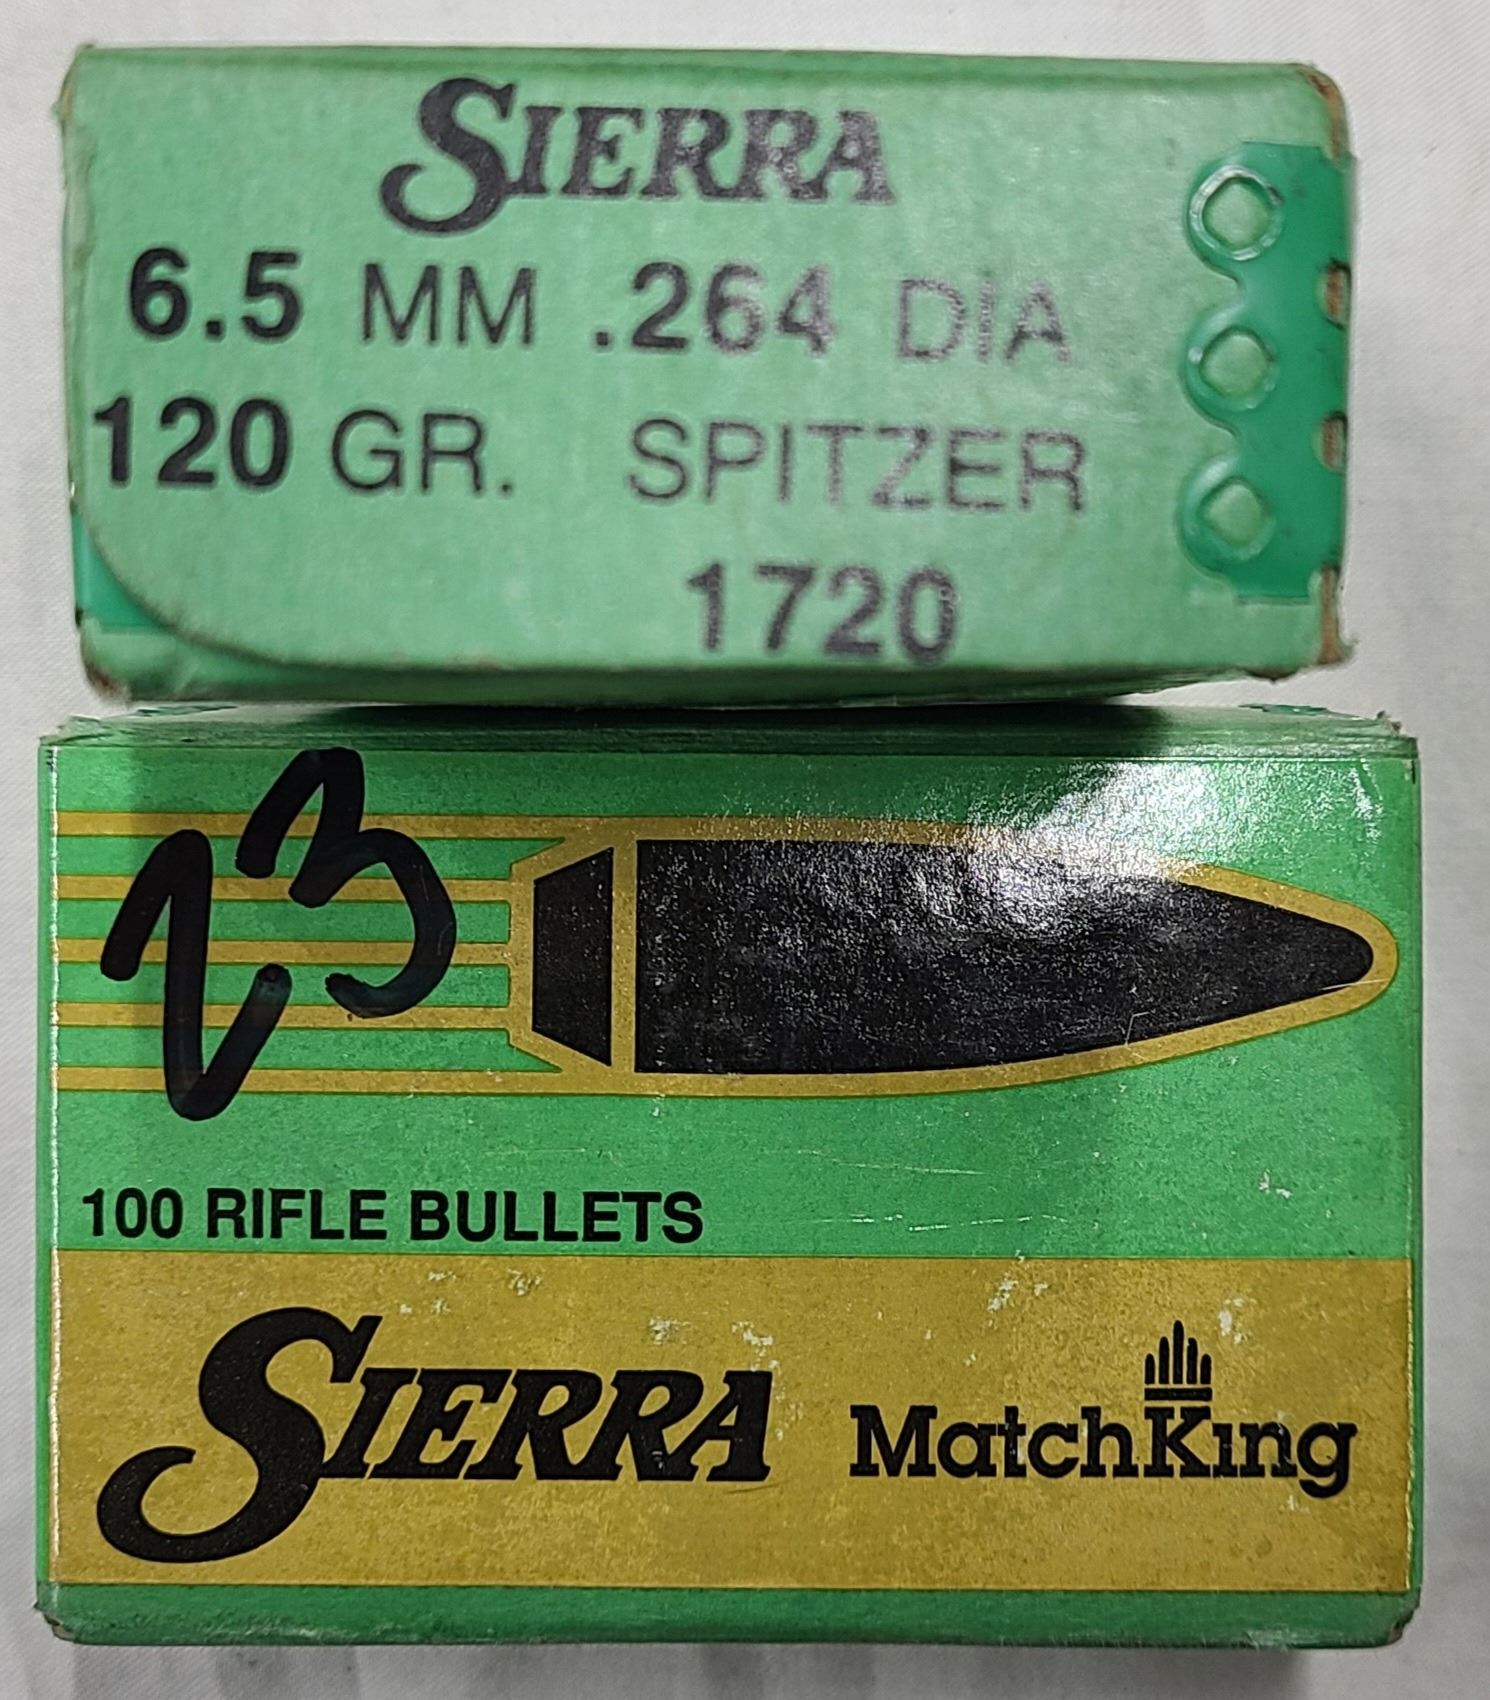 SIERRA
6.5 MM .264 DIA
120 GR. SPITZER
1720
23
100 RIFLE BULLETS
SIERRA MatchKing